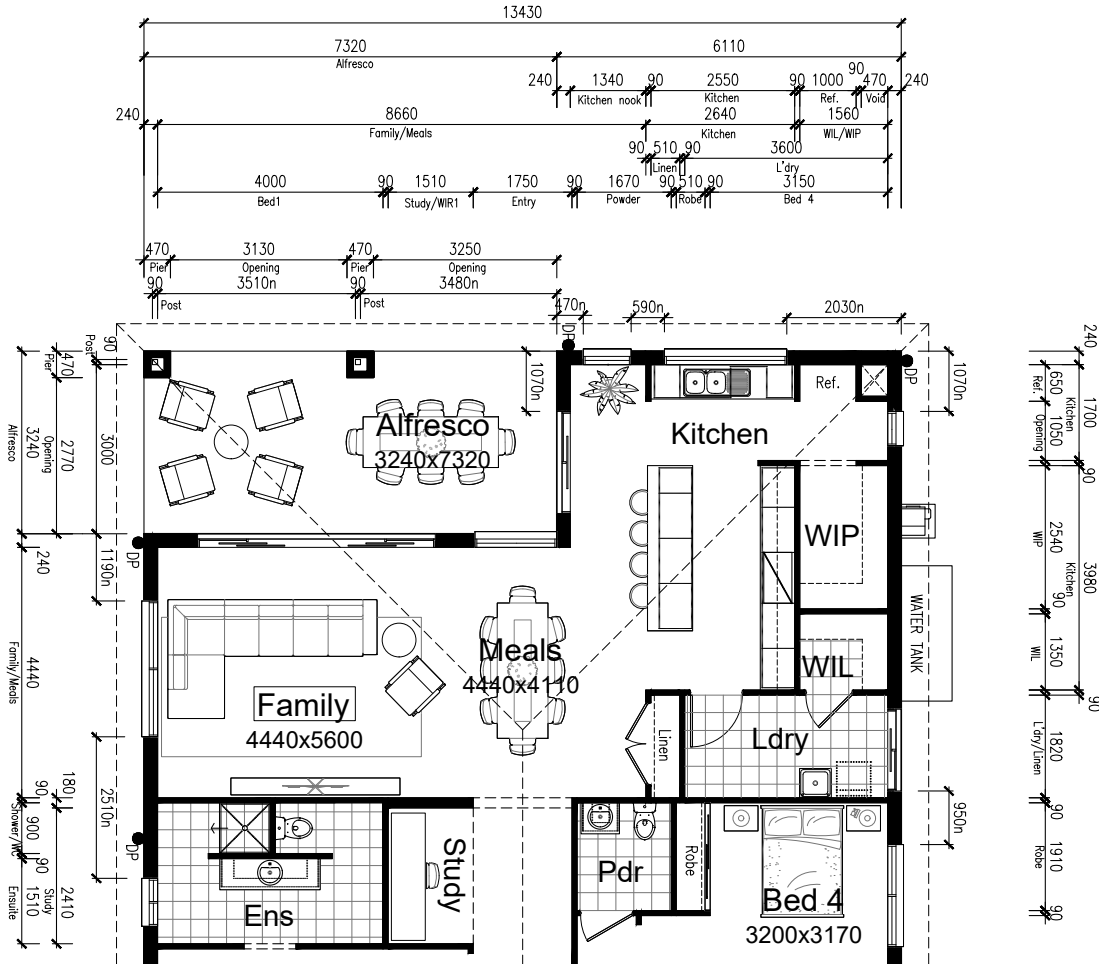 13430
7320 6110
Alfresco
90
240 1340 90 2550 90 1000 470 240
Kitchen nook Kitchen Ref. Void
240 8660 2640 1560
Family/Meals Kitchen WIL/WIP
90 510 90 3600
Linen L'dry
4000 90 1510 1750 90 1670 90 510 90 3150
Bed1 Study/WIR1 Entry Powder Robe Bed 4
470 3130 470 3250
Pier Opening Pier Opening
90 3510n 90 3480n
Post Post
470n 590n 2030n
DP
DP
1070n
1070n
Ref.
Alfresco
3240x7320
Kitchen
WIP
WIL
WATER TANK
Meals
4440x4110
Family
4440x5600
Linen
Ldry
DP
DP
Study
Ens
Pdr
Robe
Bed 4
3200x3170
950n
90
Post
3000
1190n
2510n
470
Pier
2770
Opening
3240
Alfresco
240
4440
Family/Meals
180
90
900
Shower/WC
90
1510
Ensuite
2410
Study
240
650
Ref.
1050
Opening
1700
Kitchen
90
2540
WIP
3980
Kitchen
90
1350
WIL
90
1820
L'dry/Linen
90
1910
Robe
90